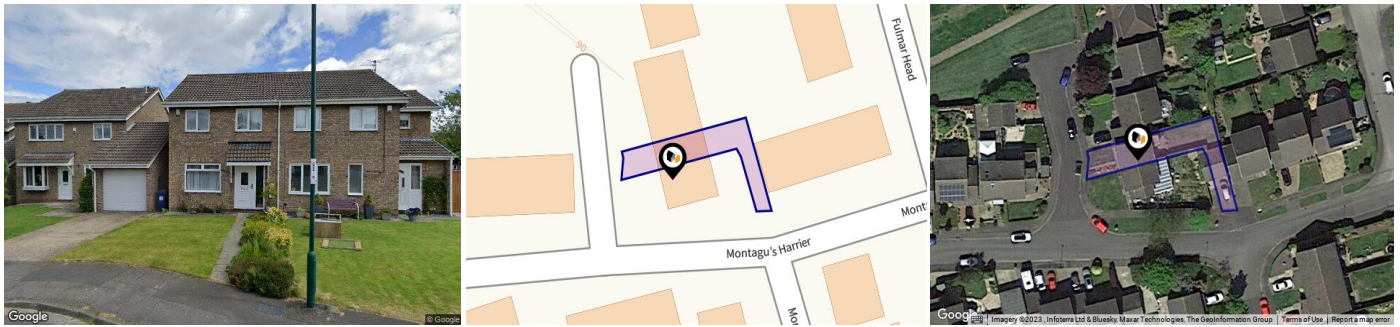 Google
© Google
90
Fulmar Head
Montagu's Harrier
Mont
Mo
Google
Imagery ©2023 , Infoterra Ltd & Bluesky, Maxar Technologies, The GeoInformation Group
Terms of Use
Report a map error